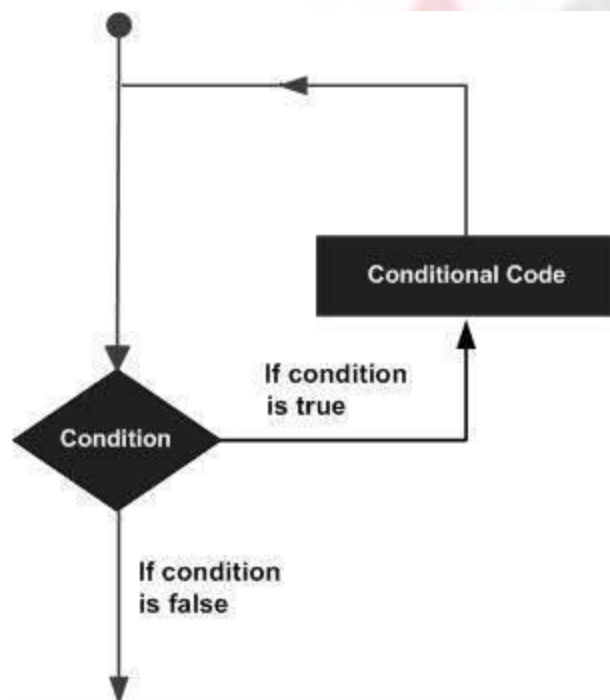 Conditional Code
If condition
is true
Condition
If condition
is false